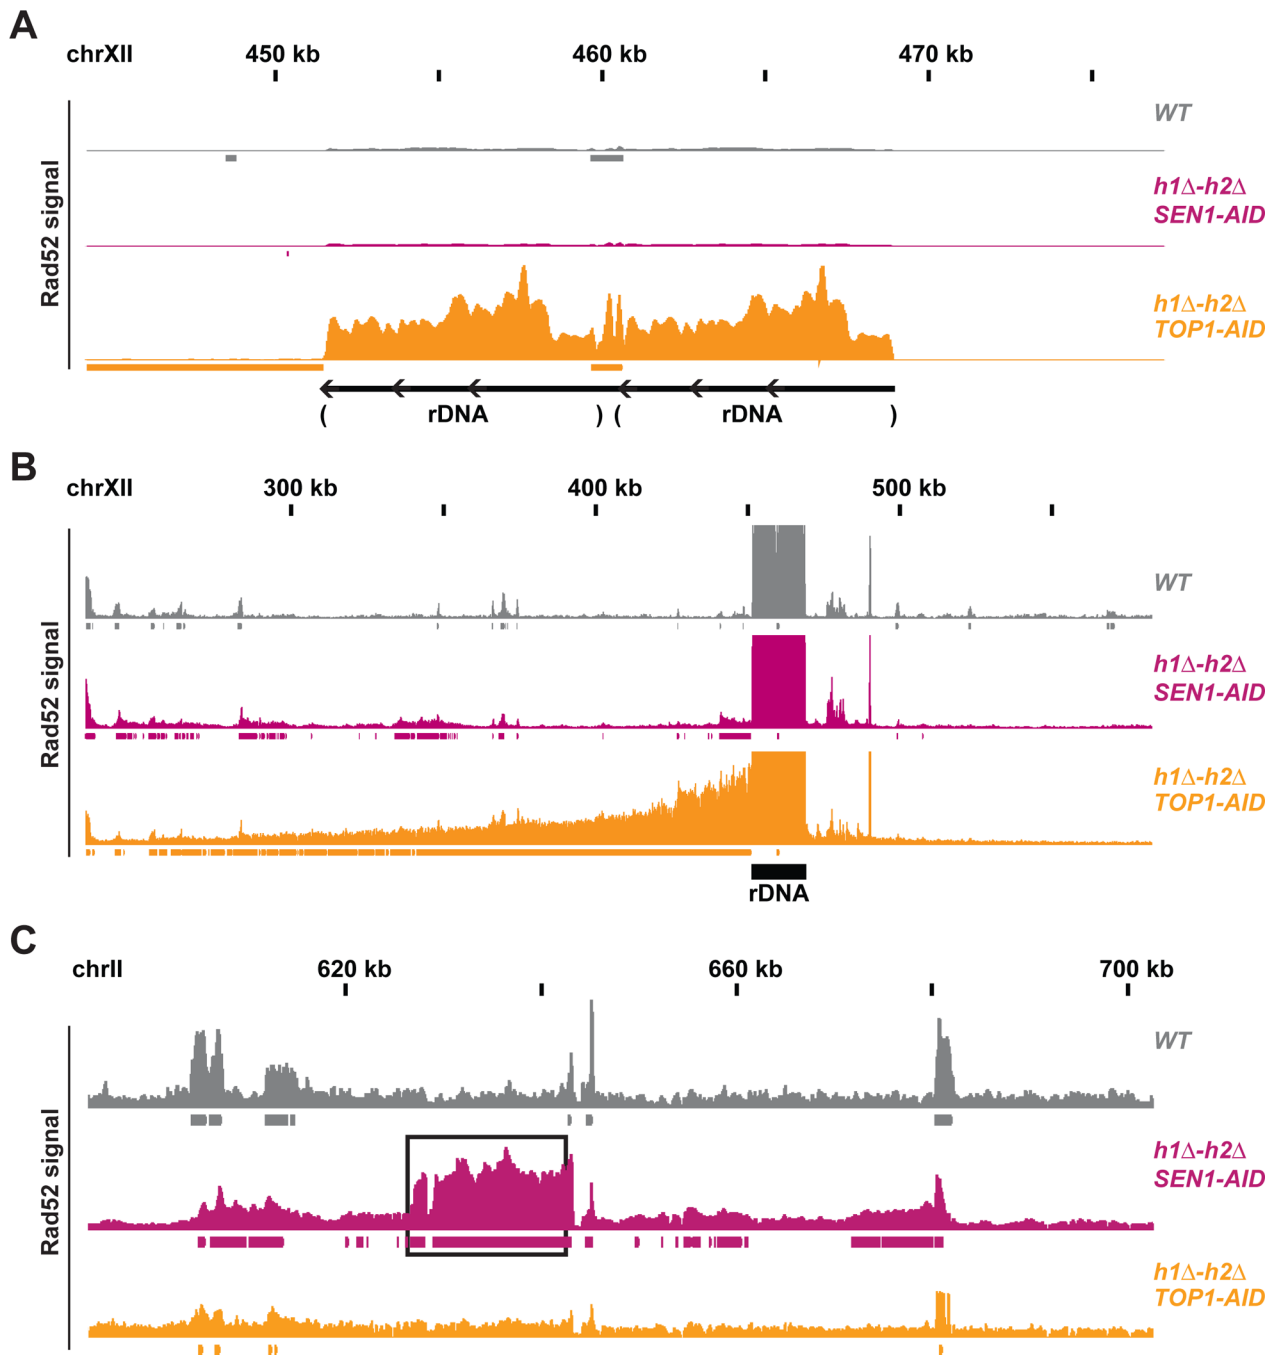 A
chrXII 450 kb 460 kb 470 kb
WT
h1Δ-h2Δ
SEN1-AID
h1Δ-h2Δ
TOP1-AID
Rad52 signal
( rDNA ) ( rDNA )
B
chrXII 300 kb 400 kb 500 kb
WT
h1Δ-h2Δ
SEN1-AID
h1Δ-h2Δ
TOP1-AID
Rad52 signal
rDNA
C
chrII 620 kb 660 kb 700 kb
WT
h1Δ-h2Δ
SEN1-AID
h1Δ-h2Δ
TOP1-AID
Rad52 signal